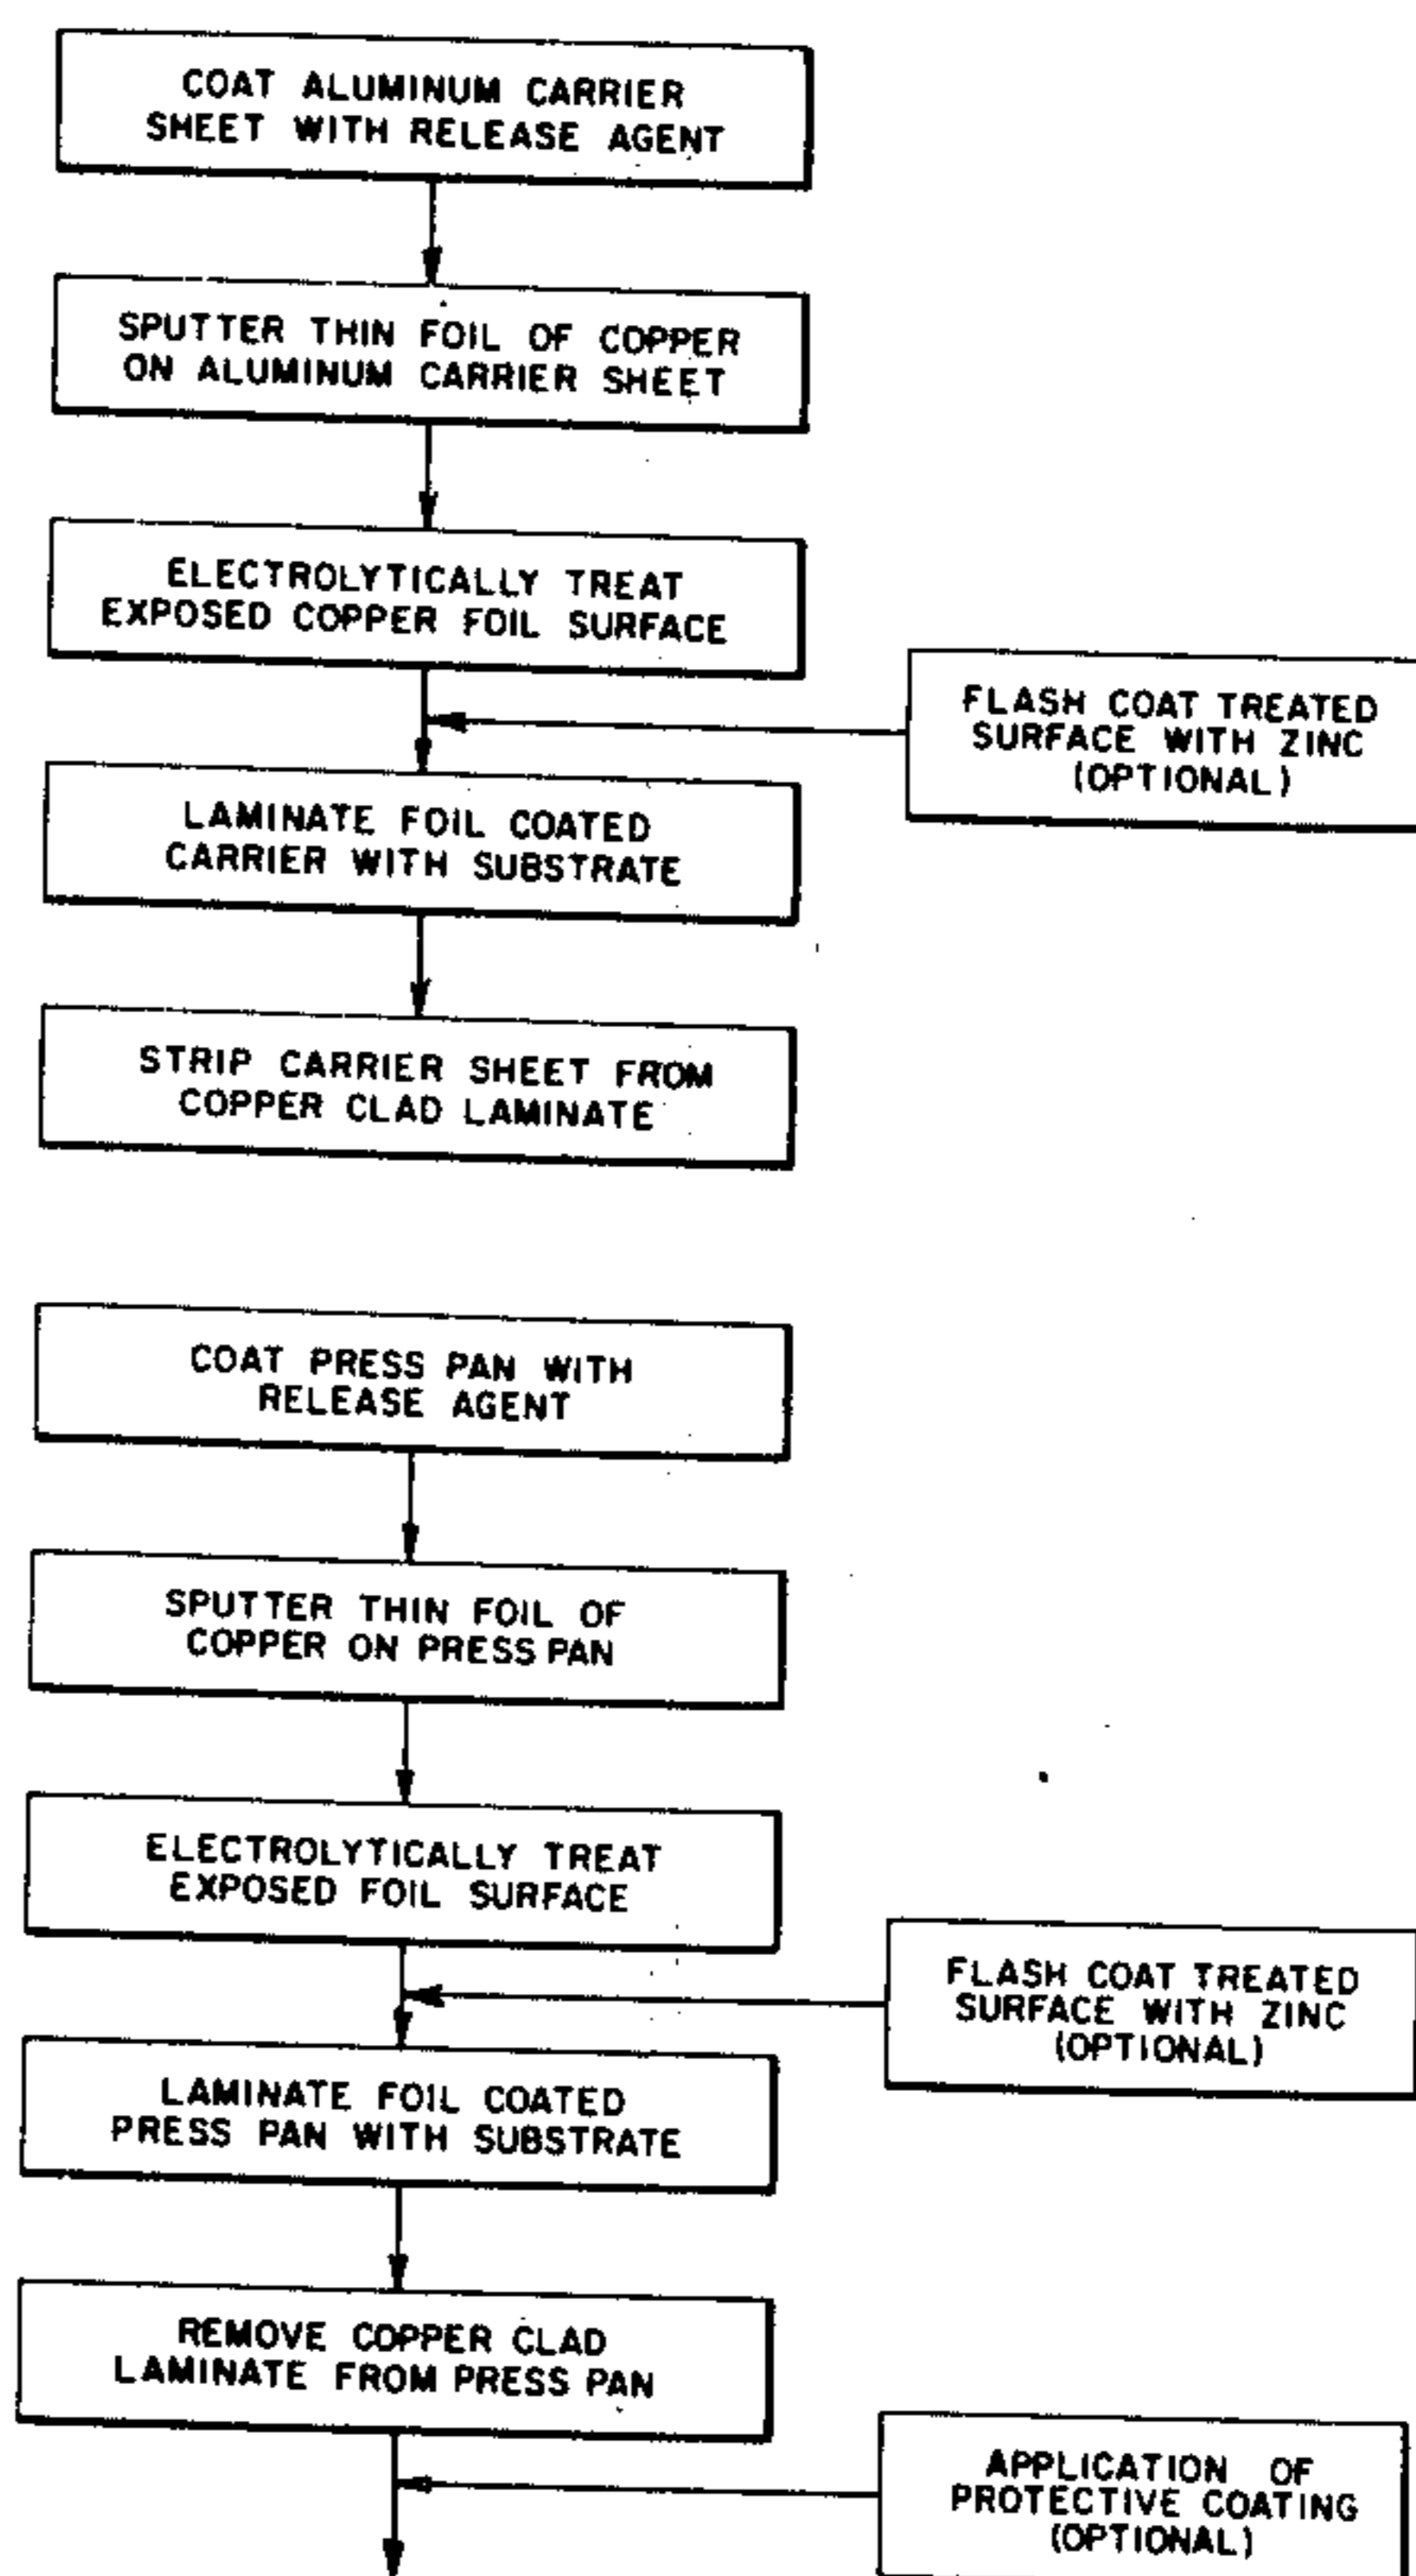 COAT ALUMINUM CARRIER
SHEET WITH RELEASE AGENT
SPUTTER THIN FOIL OF COPPER
ON ALUMINUM CARRIER SHEET
ELECTROLYTICALLY TREAT
EXPOSED COPPER FOIL SURFACE
FLASH COAT TREATED
SURFACE WITH ZINC
(OPTIONAL)
LAMINATE FOIL COATED
CARRIER WITH SUBSTRATE
STRIP CARRIER SHEET FROM
COPPER CLAD LAMINATE
COAT PRESS PAN WITH
RELEASE AGENT
SPUTTER THIN FOIL OF
COPPER ON PRESS PAN
ELECTROLYTICALLY TREAT
EXPOSED FOIL SURFACE
FLASH COAT TREATED
SURFACE WITH ZINC
(OPTIONAL)
LAMINATE FOIL COATED
PRESS PAN WITH SUBSTRATE
REMOVE COPPER CLAD
LAMINATE FROM PRESS PAN
APPLICATION OF
PROTECTIVE COATING
(OPTIONAL)